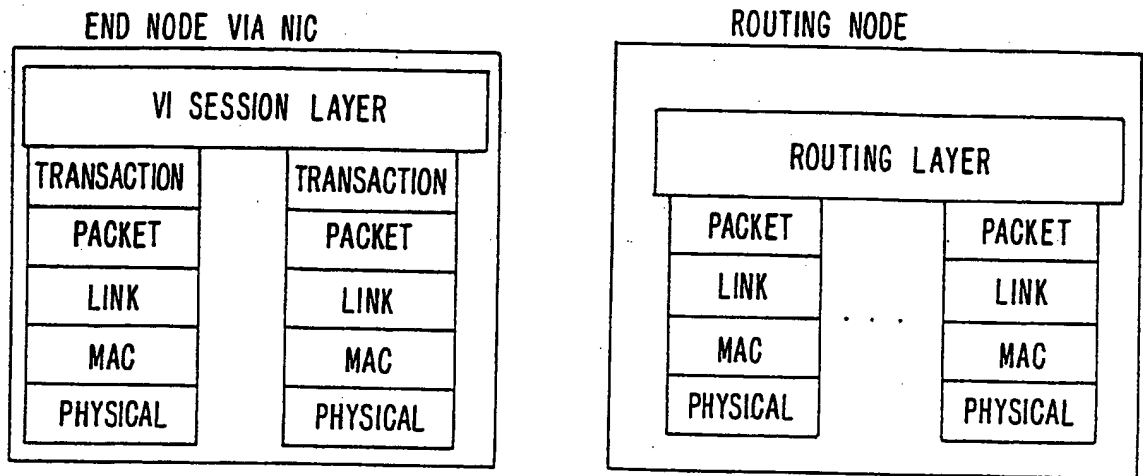 END NODE VIA NIC
VI SESSION LAYER
TRANSACTION
PACKET
LINK
MAC
PHYSICAL
TRANSACTION
PACKET
LINK
MAC
PHYSICAL
ROUTING NODE
ROUTING LAYER
PACKET
LINK
MAC
PHYSICAL
. . .
PACKET
LINK
MAC
PHYSICAL